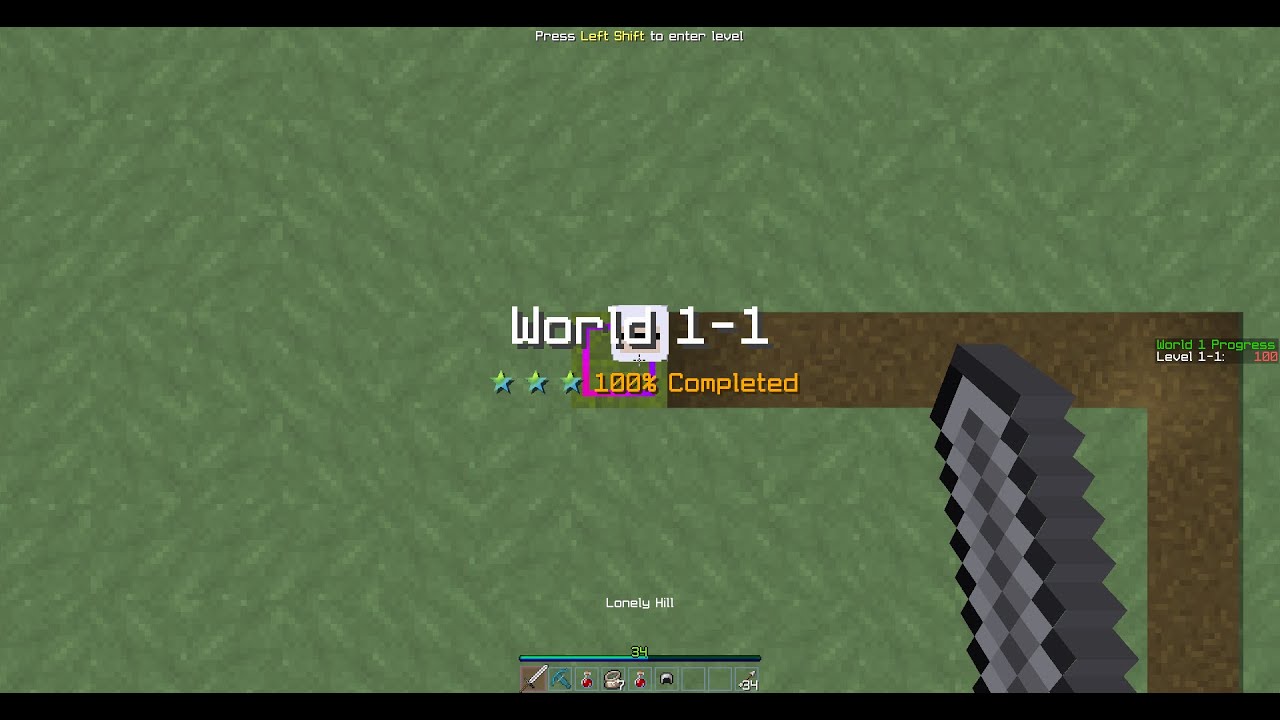 Press Left Shift to enter level
World 1-1
100% Completed
World 1 Progress
Level 1-1: 100
Lonely Hill
34
7
34